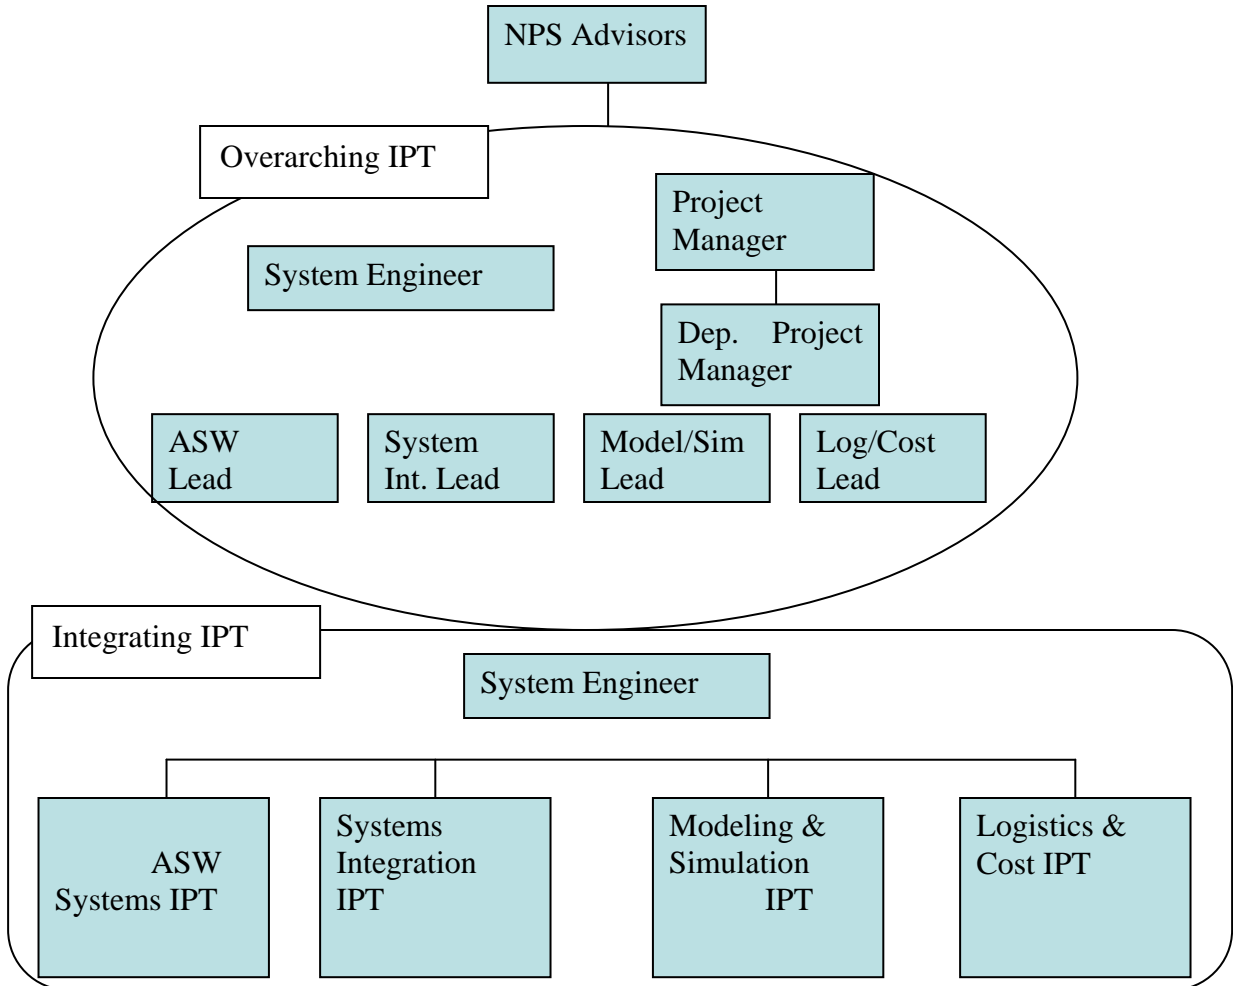 NPS Advisors
Overarching IPT
Project
Manager
System Engineer
Dep. Project
Manager
ASW
Lead
System
Int. Lead
Model/Sim
Lead
Log/Cost
Lead
Integrating IPT
System Engineer
ASW
Systems IPT
Systems
Integration
IPT
Modeling &
Simulation
IPT
Logistics &
Cost IPT